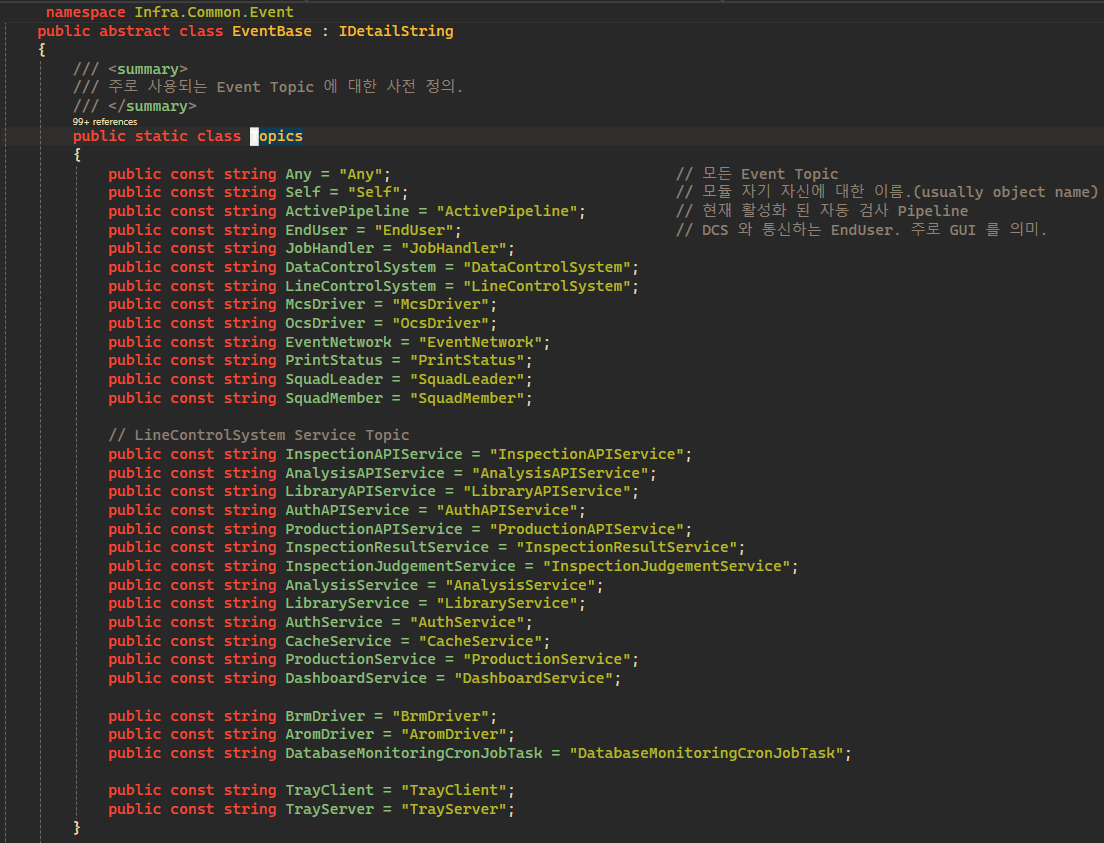 namespace Infra.Common.Event
public abstract class EventBase : IDetailString
{
/// <summary>
/// 주로 사용되는 Event Topic 에 대한 사전 정의.
/// </summary>
99+ references
public static class Topics
{
public const string Any = "Any"; // 모든 Event Topic
public const string Self = "Self"; // 모듈 자기 자신에 대한 이름.(usually object name)
public const string ActivePipeline = "ActivePipeline"; // 현재 활성화 된 자동 검사 Pipeline
public const string EndUser = "EndUser"; // DCS 와 통신하는 EndUser. 주로 GUI 를 의미.
public const string JobHandler = "JobHandler";
public const string DataControlSystem = "DataControlSystem";
public const string LineControlSystem = "LineControlSystem";
public const string McsDriver = "McsDriver";
public const string OcsDriver = "OcsDriver";
public const string EventNetwork = "EventNetwork";
public const string PrintStatus = "PrintStatus";
public const string SquadLeader = "SquadLeader";
public const string SquadMember = "SquadMember";
// LineControlSystem Service Topic
public const string InspectionAPIService = "InspectionAPIService";
public const string AnalysisAPIService = "AnalysisAPIService";
public const string LibraryAPIService = "LibraryAPIService";
public const string AuthAPIService = "AuthAPIService";
public const string ProductionAPIService = "ProductionAPIService";
public const string InspectionResultService = "InspectionResultService";
public const string InspectionJudgementService = "InspectionJudgementService";
public const string AnalysisService = "AnalysisService";
public const string LibraryService = "LibraryService";
public const string AuthService = "AuthService";
public const string CacheService = "CacheService";
public const string ProductionService = "ProductionService";
public const string DashboardService = "DashboardService";
public const string BrmDriver = "BrmDriver";
public const string AromDriver = "AromDriver";
public const string DatabaseMonitoringCronJobTask = "DatabaseMonitoringCronJobTask";
public const string TrayClient = "TrayClient";
public const string TrayServer = "TrayServer";
}